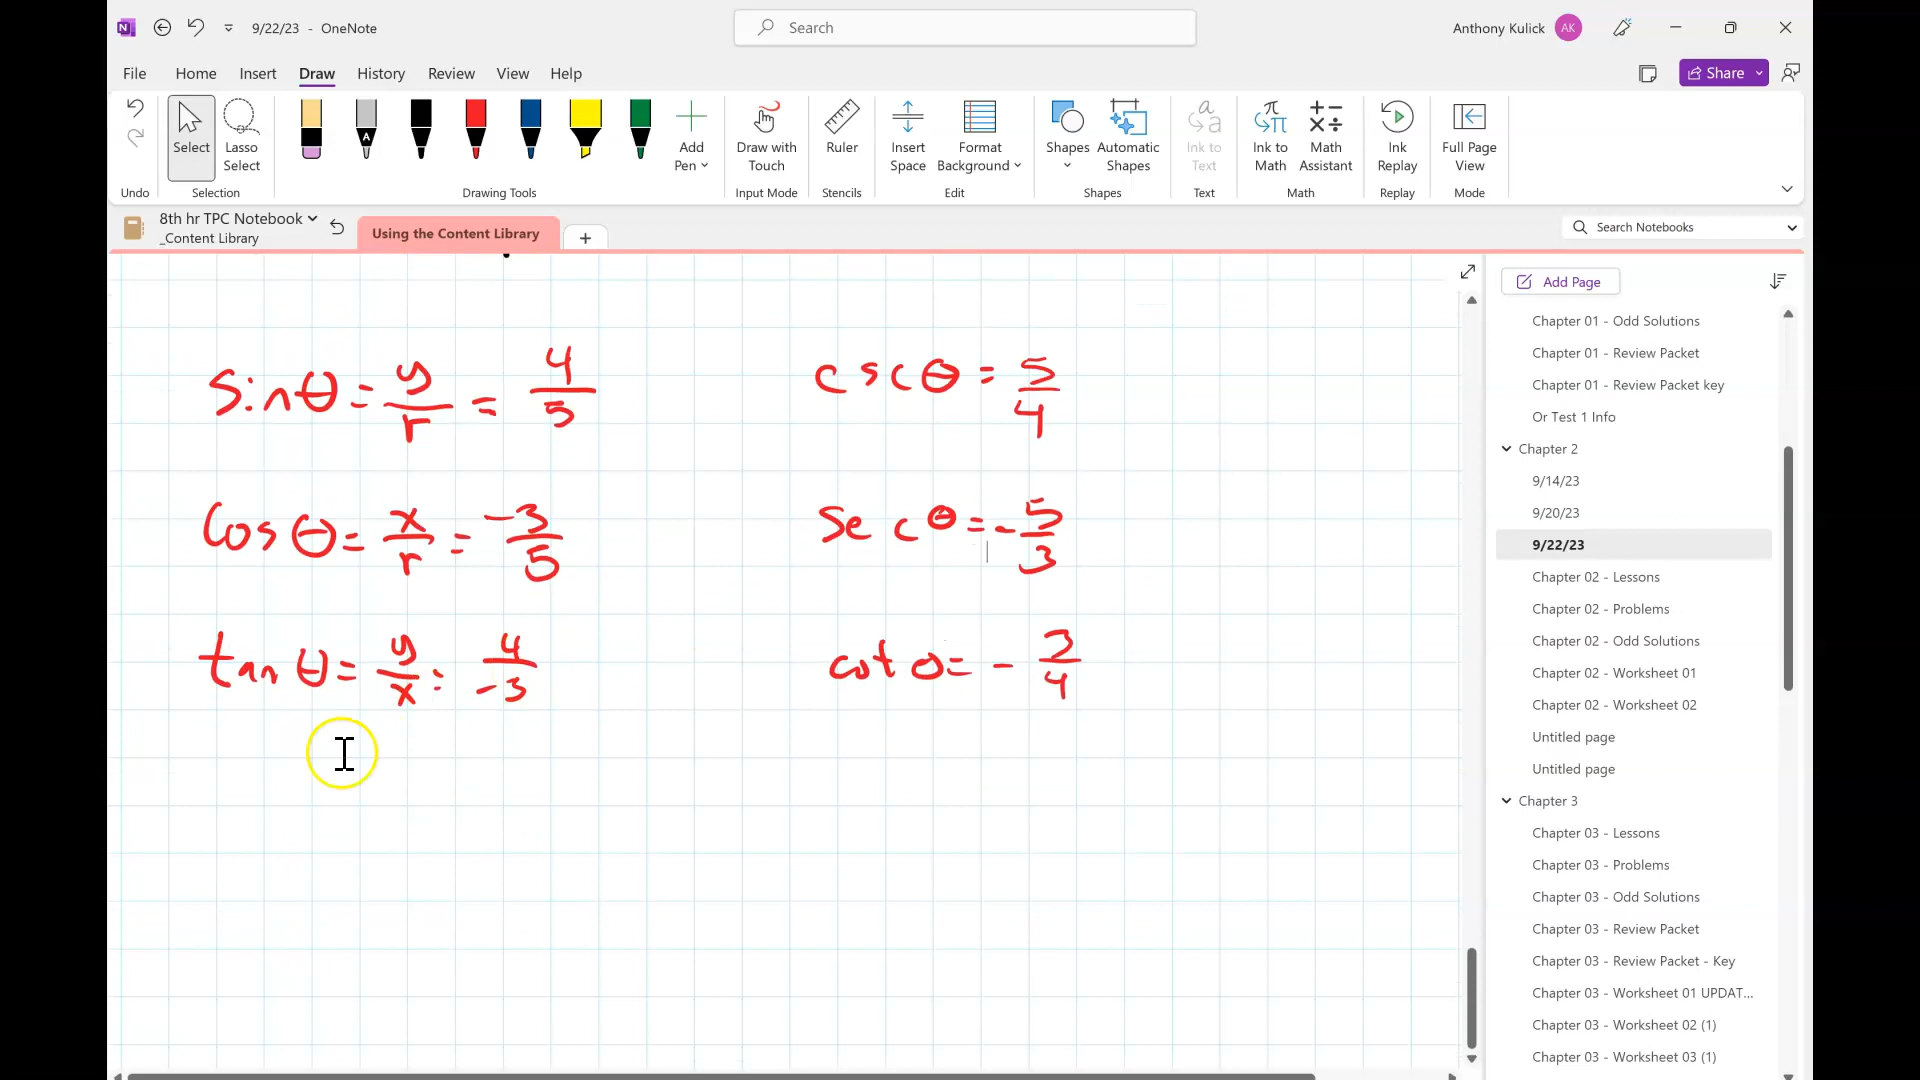 9/22/23 - OneNote
Search
Anthony Kulick AK
File Home Insert Draw History Review View Help
Share
Select
Lasso Select
A
Add Pen
Draw with Touch
Ruler
Insert Space
Format Background
Shapes
Automatic Shapes
Ink to Text
Ink to Math
Math Assistant
Ink Replay
Full Page View
Undo Selection Drawing Tools Input Mode Stencils Edit Shapes Text Math Replay Mode
8th hr TPC Notebook
_Content Library
Using the Content Library
+
Search Notebooks
Add Page
Chapter 01 - Odd Solutions
Chapter 01 - Review Packet
Chapter 01 - Review Packet key
Or Test 1 Info
Chapter 2
9/14/23
9/20/23
9/22/23
Chapter 02 - Lessons
Chapter 02 - Problems
Chapter 02 - Odd Solutions
Chapter 02 - Worksheet 01
Chapter 02 - Worksheet 02
Untitled page
Untitled page
Chapter 3
Chapter 03 - Lessons
Chapter 03 - Problems
Chapter 03 - Odd Solutions
Chapter 03 - Review Packet
Chapter 03 - Review Packet - Key
Chapter 03 - Worksheet 01 UPDAT...
Chapter 03 - Worksheet 02 (1)
Chapter 03 - Worksheet 03 (1)
sinθ = y/r = 4/5
cscθ = 5/4
cosθ = x/r = -3/5
secθ = -5/3
tanθ = y/x = 4/-3
cotθ = -3/4